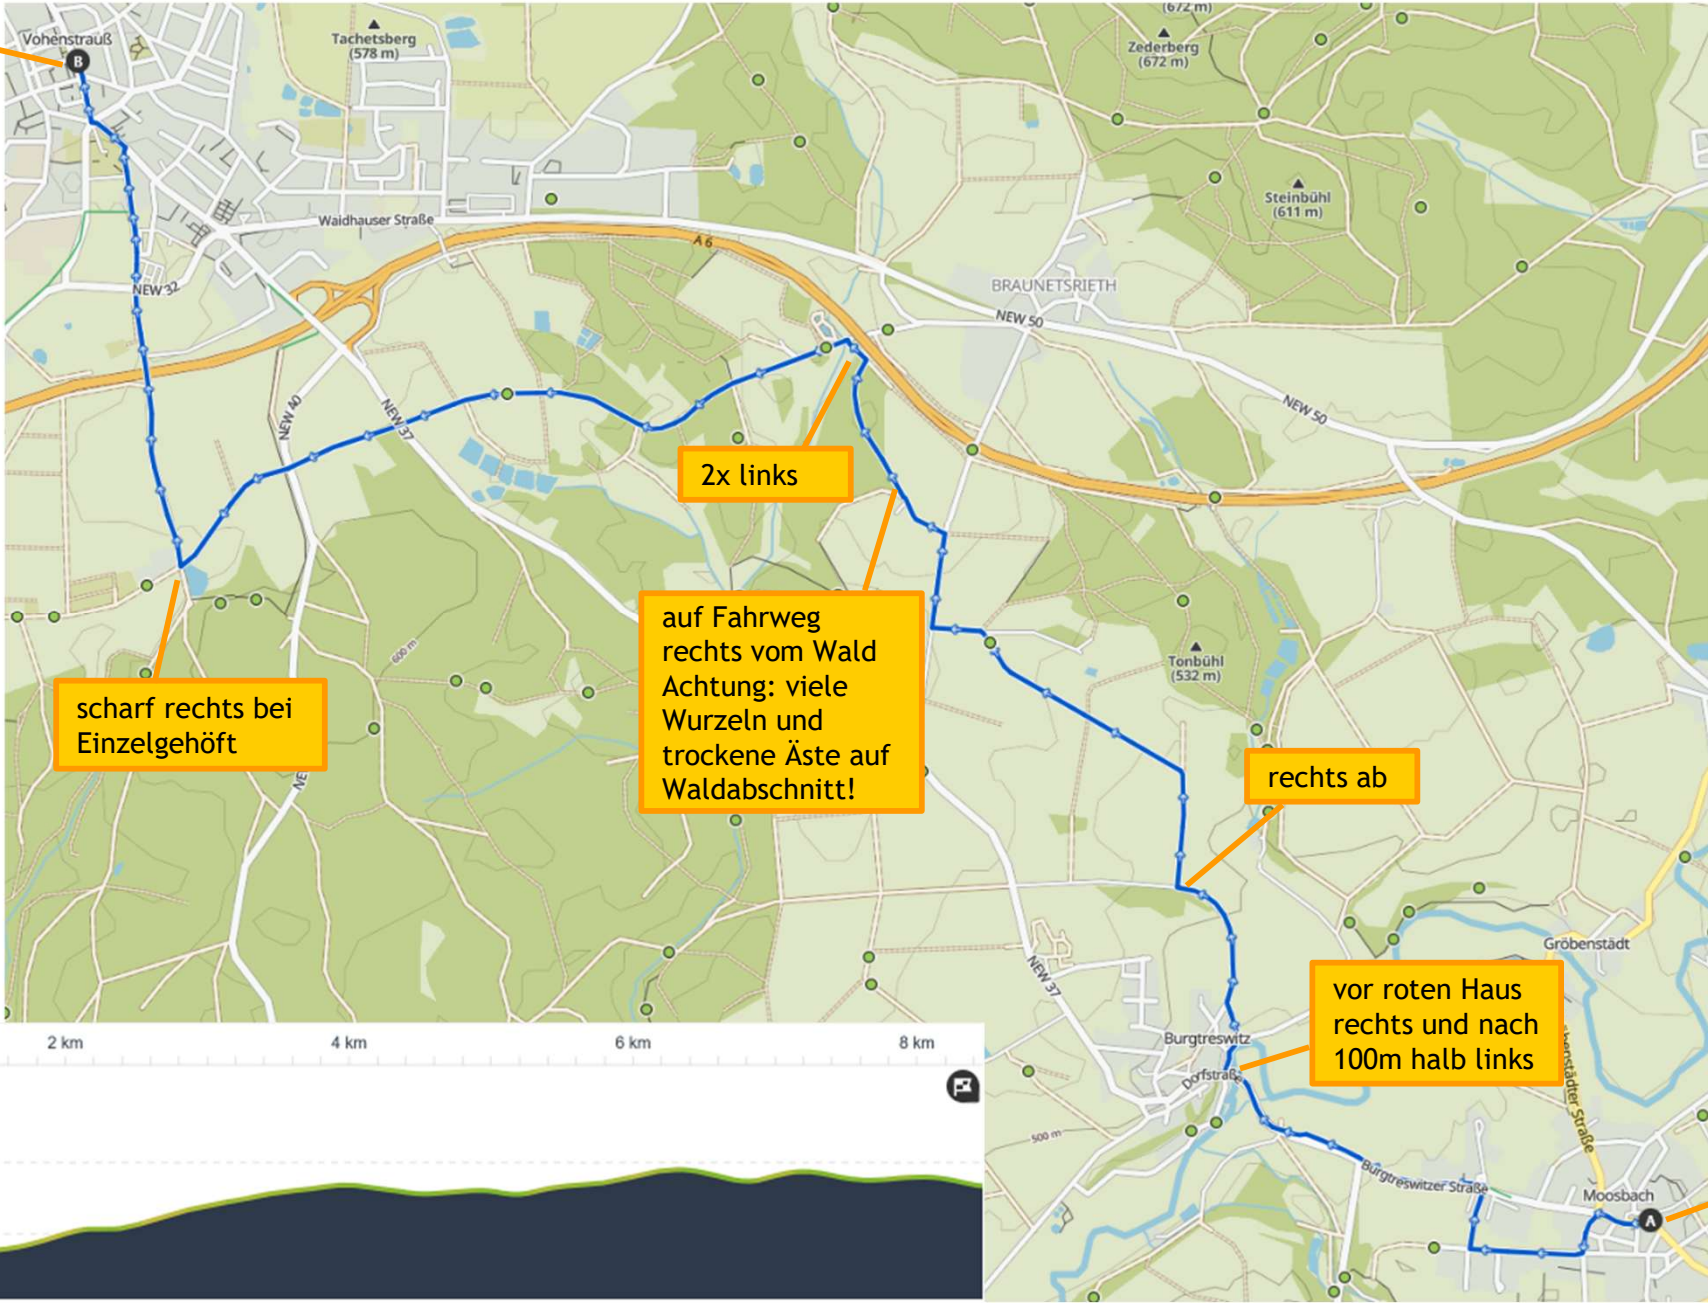 (672 m)
Vohenstrauß
B
Tachetsberg
(578 m)
Zederberg
(672 m)
Steinbühl
(611 m)
Waidhauser Straße
A 6
NEW 32
BRAUNETSRIETH
NEW 50
NEW 40
NEW 37
NEW 50
2x links
auf Fahrweg
rechts vom Wald
Achtung: viele
Wurzeln und
trockene Äste auf
Waldabschnitt!
600 m
Tonbühl
(532 m)
scharf rechts bei
Einzelgehöft
rechts ab
Gröbenstädt
NEW 37
vor roten Haus
rechts und nach
100m halb links
Burgtreswitz
Dorfstraße
2 km
4 km
6 km
8 km
500 m
Burgtreswitzer Straße
Moosbach
A